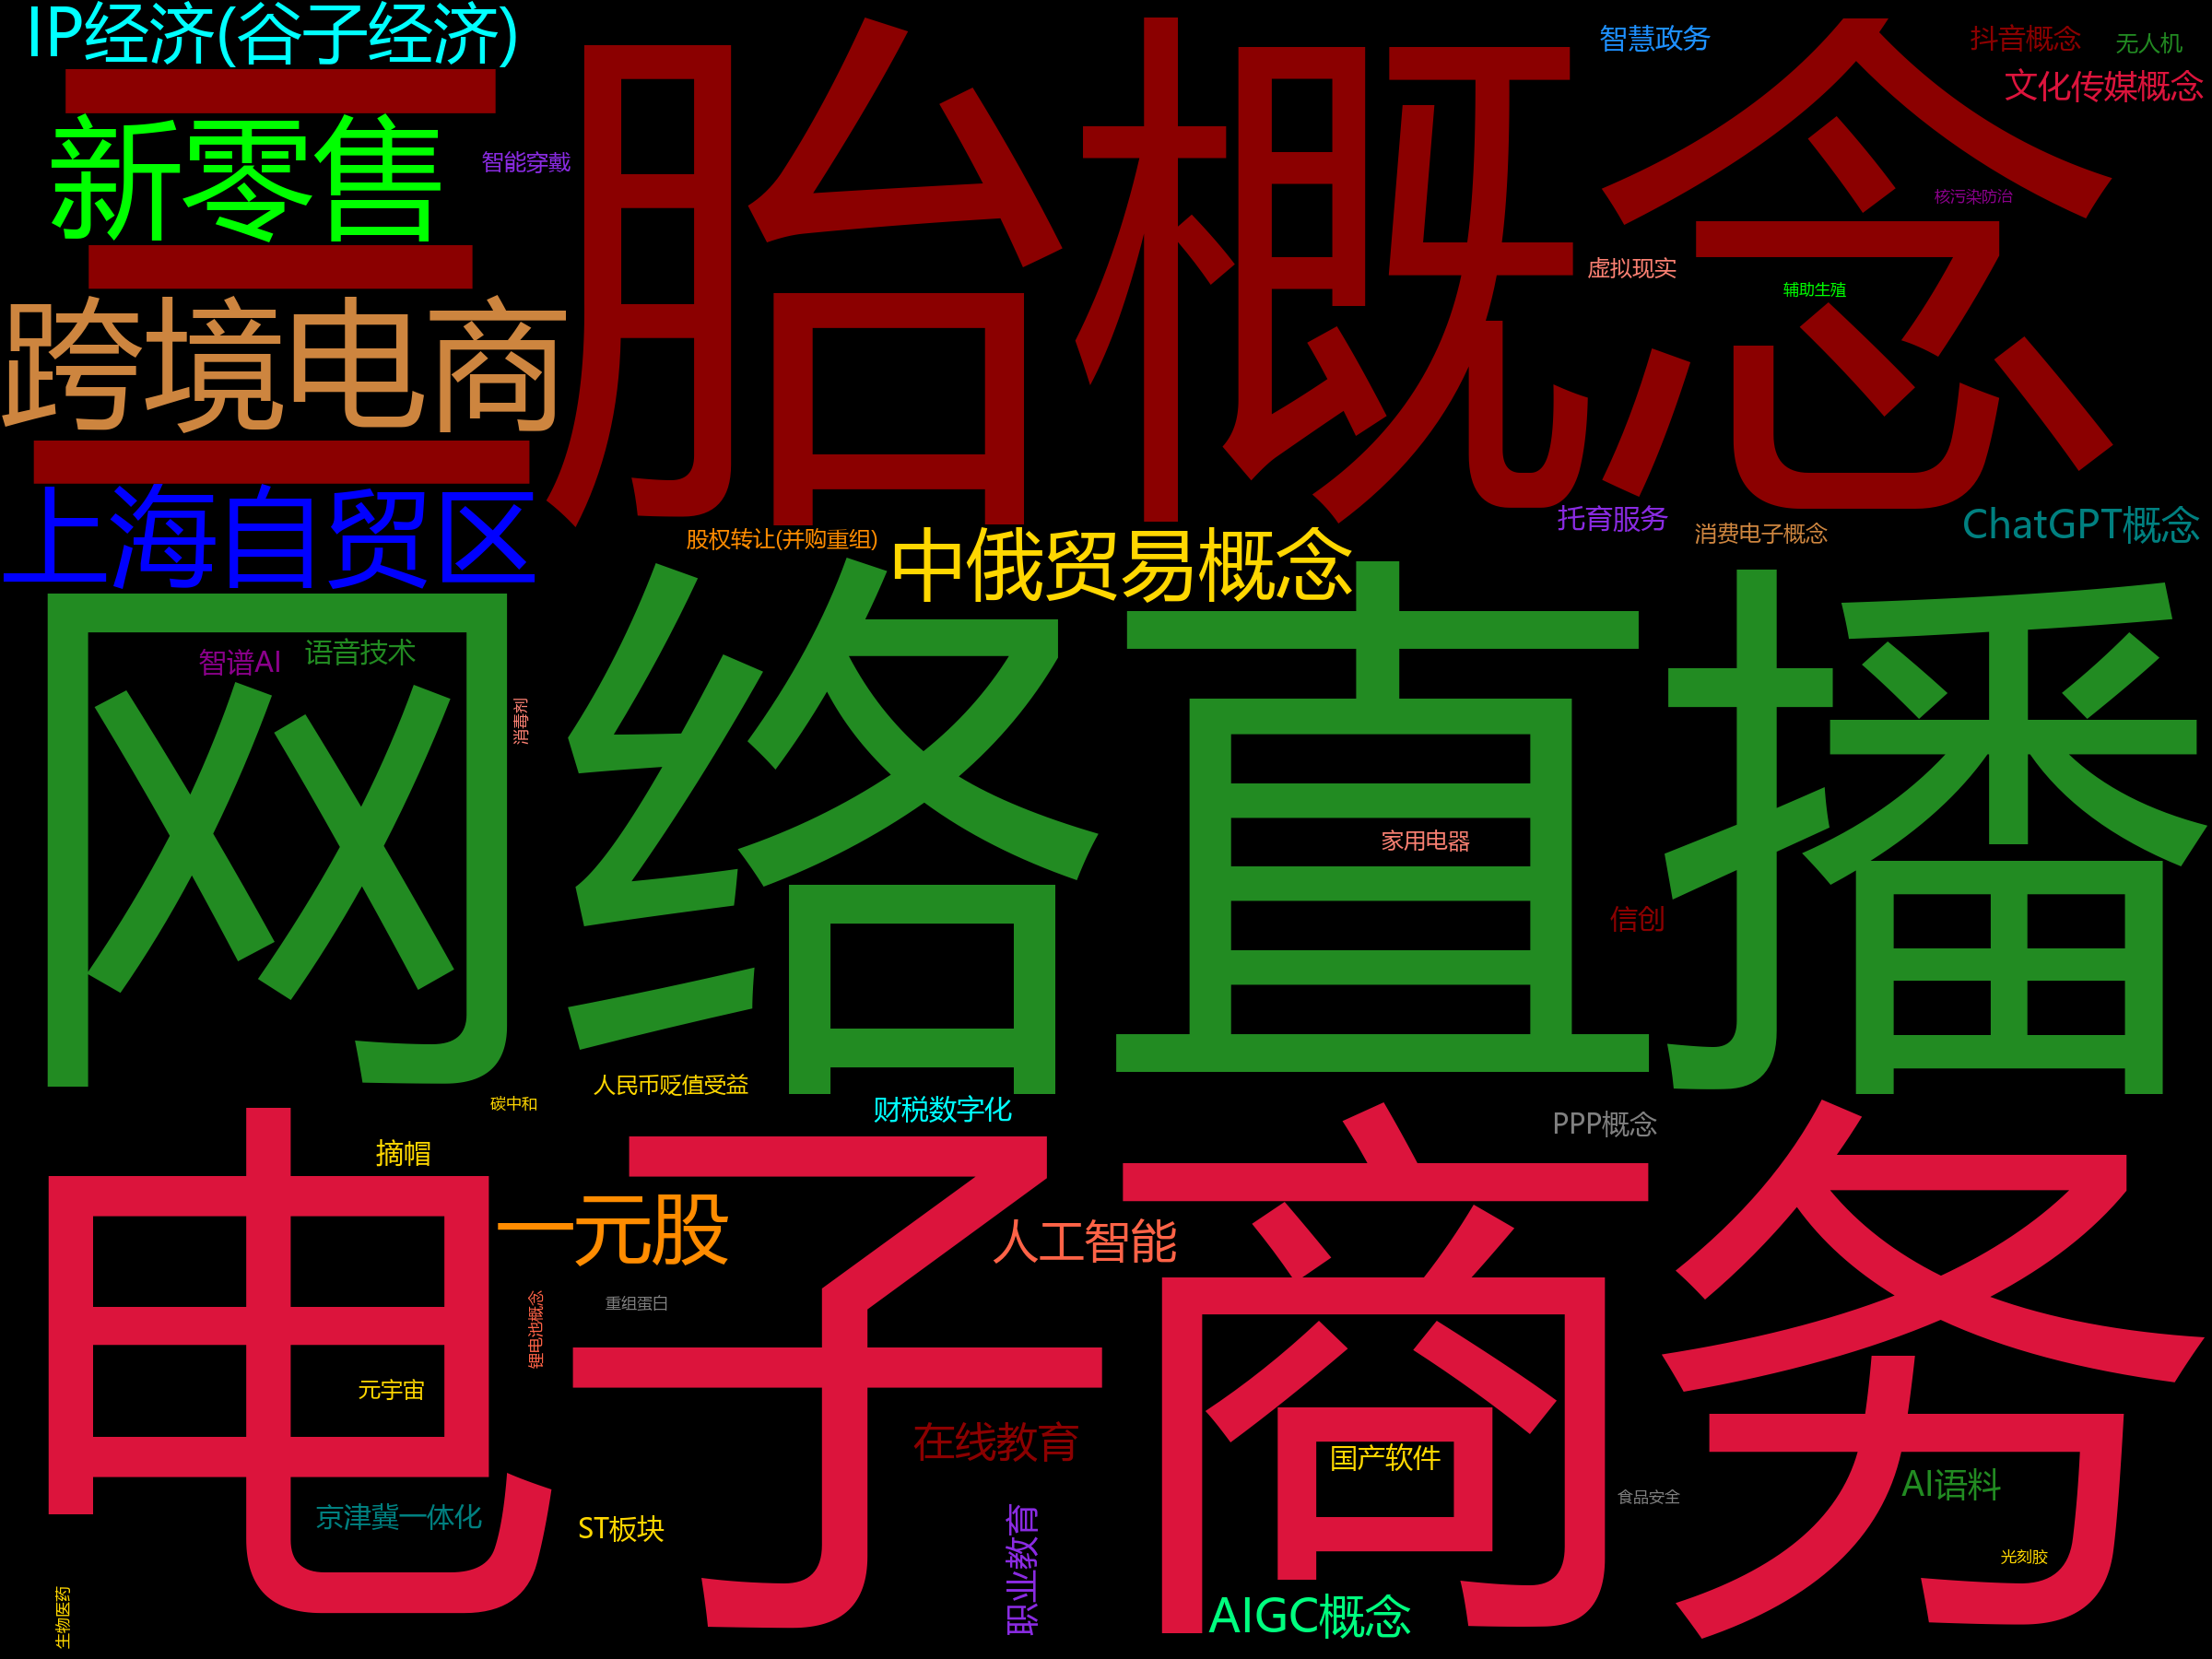 IP经济(谷子经济)
三胎概念
智慧政务
抖音概念
无人机
文化传媒概念
新零售
智能穿戴
核污染防治
虚拟现实
辅助生殖
跨境电商
上海自贸区
股权转让(并购重组)
中俄贸易概念
托育服务
消费电子概念
ChatGPT概念
网络直播
智谱AI
语音技术
消毒剂
家用电器
信创
碳中和
人民币贬值受益
财税数字化
PPP概念
电子商务
摘帽
一元股
人工智能
重组蛋白
锂电池概念
元宇宙
在线教育
国产软件
AI语料
京津冀一体化
ST板块
职业教育
食品安全
光刻胶
生物医药
AIGC概念